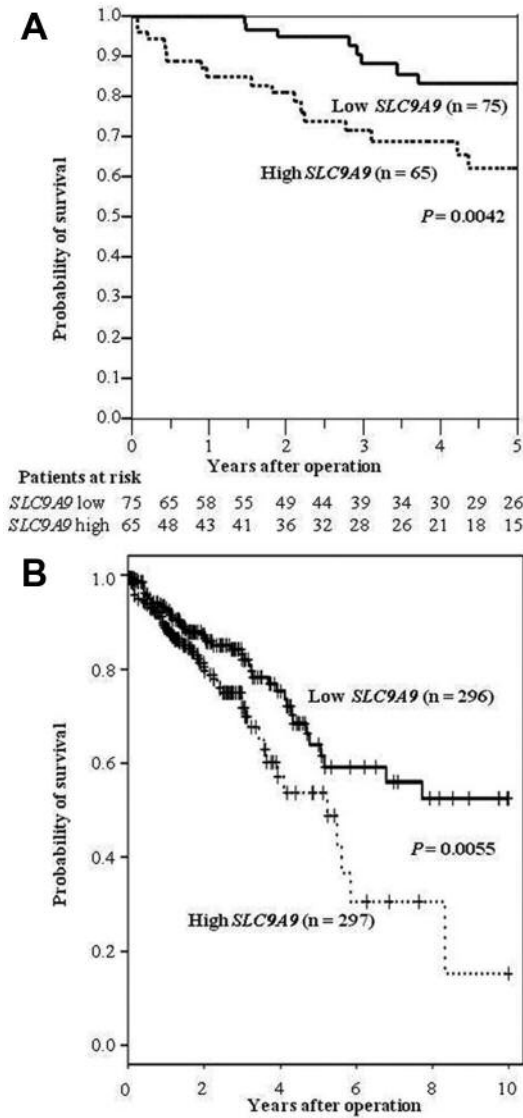 A
1.0
0.9
0.8
0.7
0.6
0.5
0.4
0.3
0.2
0.1
0.0
Probability of survival
Low SLC9A9 (n = 75)
High SLC9A9 (n = 65)
P = 0.0042
0 1 2 3 4 5
Years after operation
Patients at risk
SLC9A9 low 75 65 58 55 49 44 39 34 30 29 26
SLC9A9 high 65 48 43 41 36 32 28 26 21 18 15
B
1.0
0.8
0.6
0.4
0.2
0.0
Probability of survival
Low SLC9A9 (n = 296)
P = 0.0055
High SLC9A9 (n = 297)
0 2 4 6 8 10
Years after operation